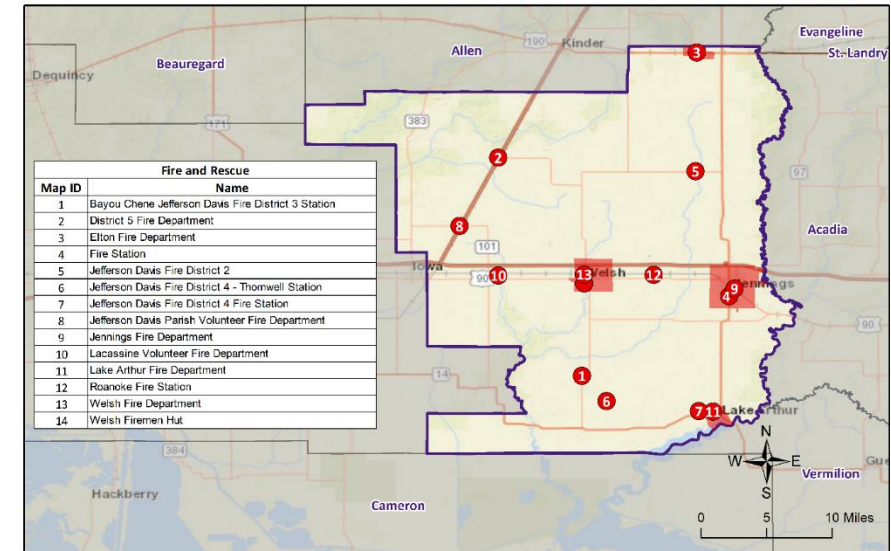 Evangeline
St. Landry
Allen
190
Kinder
3
Beauregard
Dequincy
171
383
2
5
97
Fire and Rescue
Map ID Name
1 Bayou Chene Jefferson Davis Fire District 3 Station
2 District 5 Fire Department
3 Elton Fire Department
4 Fire Station
5 Jefferson Davis Fire District 2
6 Jefferson Davis Fire District 4 - Thornwell Station
7 Jefferson Davis Fire District 4 Fire Station
8 Jefferson Davis Parish Volunteer Fire Department
9 Jennings Fire Department
10 Lacassine Volunteer Fire Department
11 Lake Arthur Fire Department
12 Roanoke Fire Station
13 Welsh Fire Department
14 Welsh Firemen Hut
8
Acadia
101
Iowa
90
10
13
Welsh
12
9
4
Jennings
90
14
1
6
7
11
Lake Arthur
N
W
E
S
384
Vermilion
Hackberry
Cameron
0 5 10 Miles